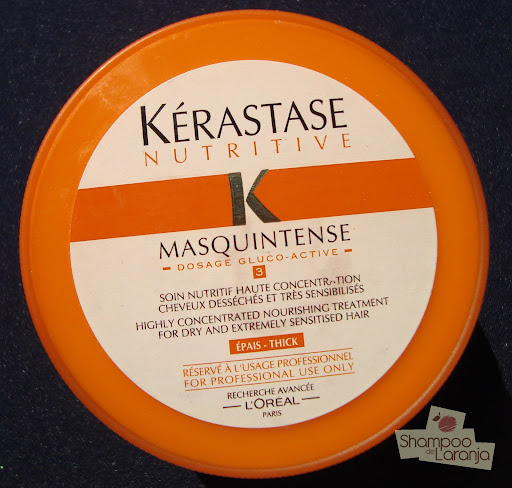 KÉRASTASE
NUTRITIVE
K
MASQUINTENSE
- DOSAGE GLUCO-ACTIVE -
3
SOIN NUTRITIF HAUTE CONCENTRATION
CHEVEUX DESSÉCHÉS ET TRÈS SENSIBILISÉS
HIGHLY CONCENTRATED NOURISHING TREATMENT
FOR DRY AND EXTREMELY SENSITISED HAIR
ÉPAIS - THICK
RÉSERVÉ À L'USAGE PROFESSIONNEL
FOR PROFESSIONAL USE ONLY
RECHERCHE AVANCÉE
— L'ORÉAL —
PARIS
Shampoo
de Laranja